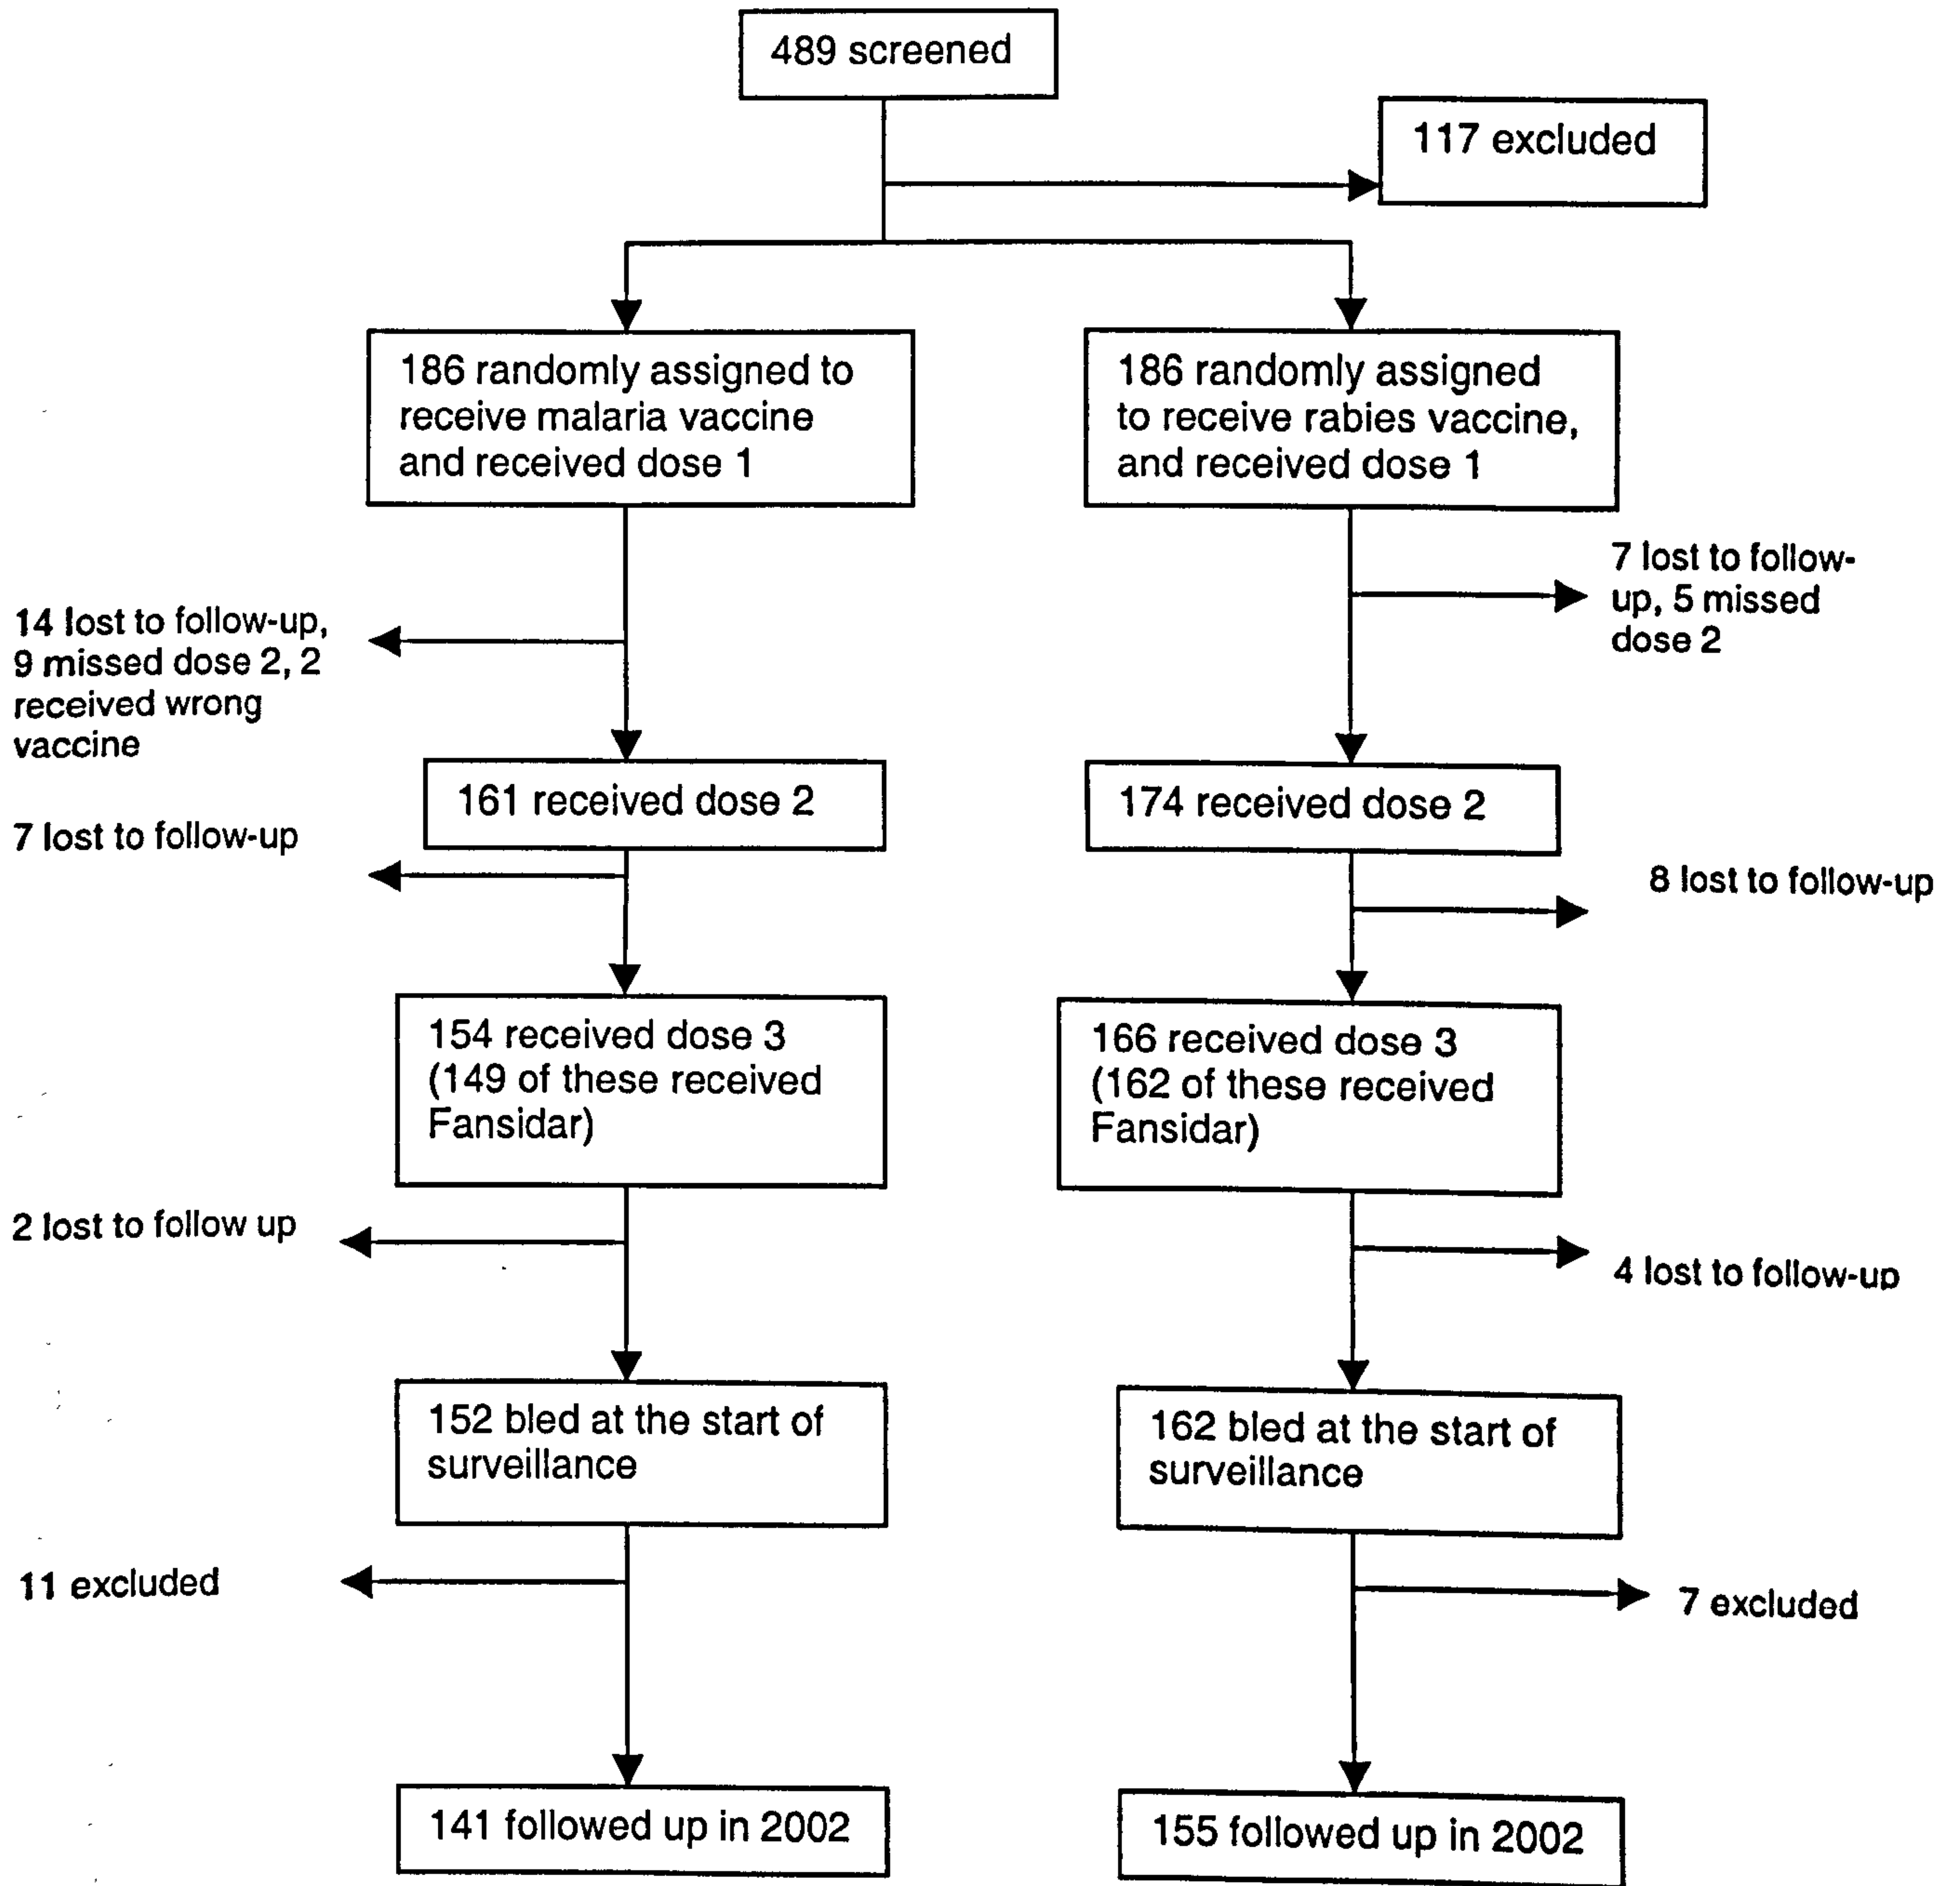 489 screened
117 excluded
186 randomly assigned to
receive malaria vaccine
and received dose 1
186 randomly assigned
to receive rabies vaccine,
and received dose 1
14 lost to follow-up,
9 missed dose 2, 2
received wrong
vaccine
7 lost to follow-
up, 5 missed
dose 2
161 received dose 2
174 received dose 2
7 lost to follow-up
8 lost to follow-up
154 received dose 3
(149 of these received
Fansidar)
166 received dose 3
(162 of these received
Fansidar)
2 lost to follow up
4 lost to follow-up
152 bled at the start of
surveillance
162 bled at the start of
surveillance
11 excluded
7 excluded
141 followed up in 2002
155 followed up in 2002